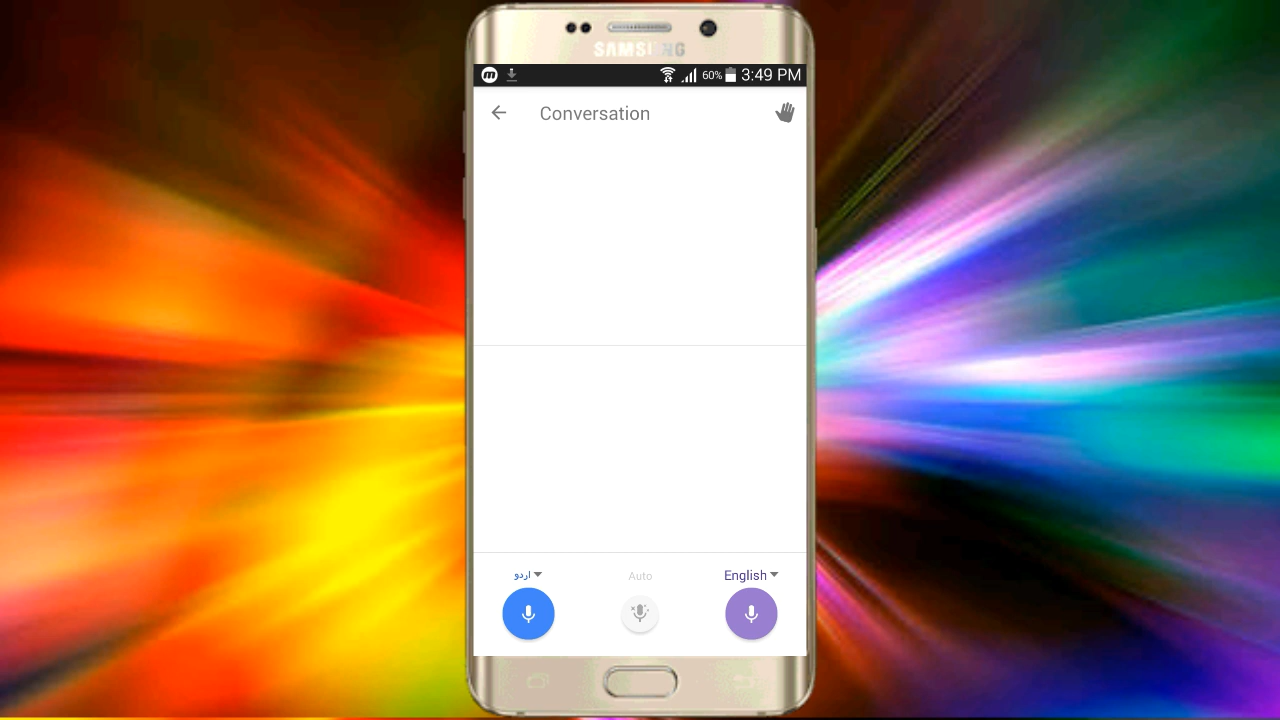 SAMSUNG
60% 3:49 PM
Conversation
اردو
Auto
English